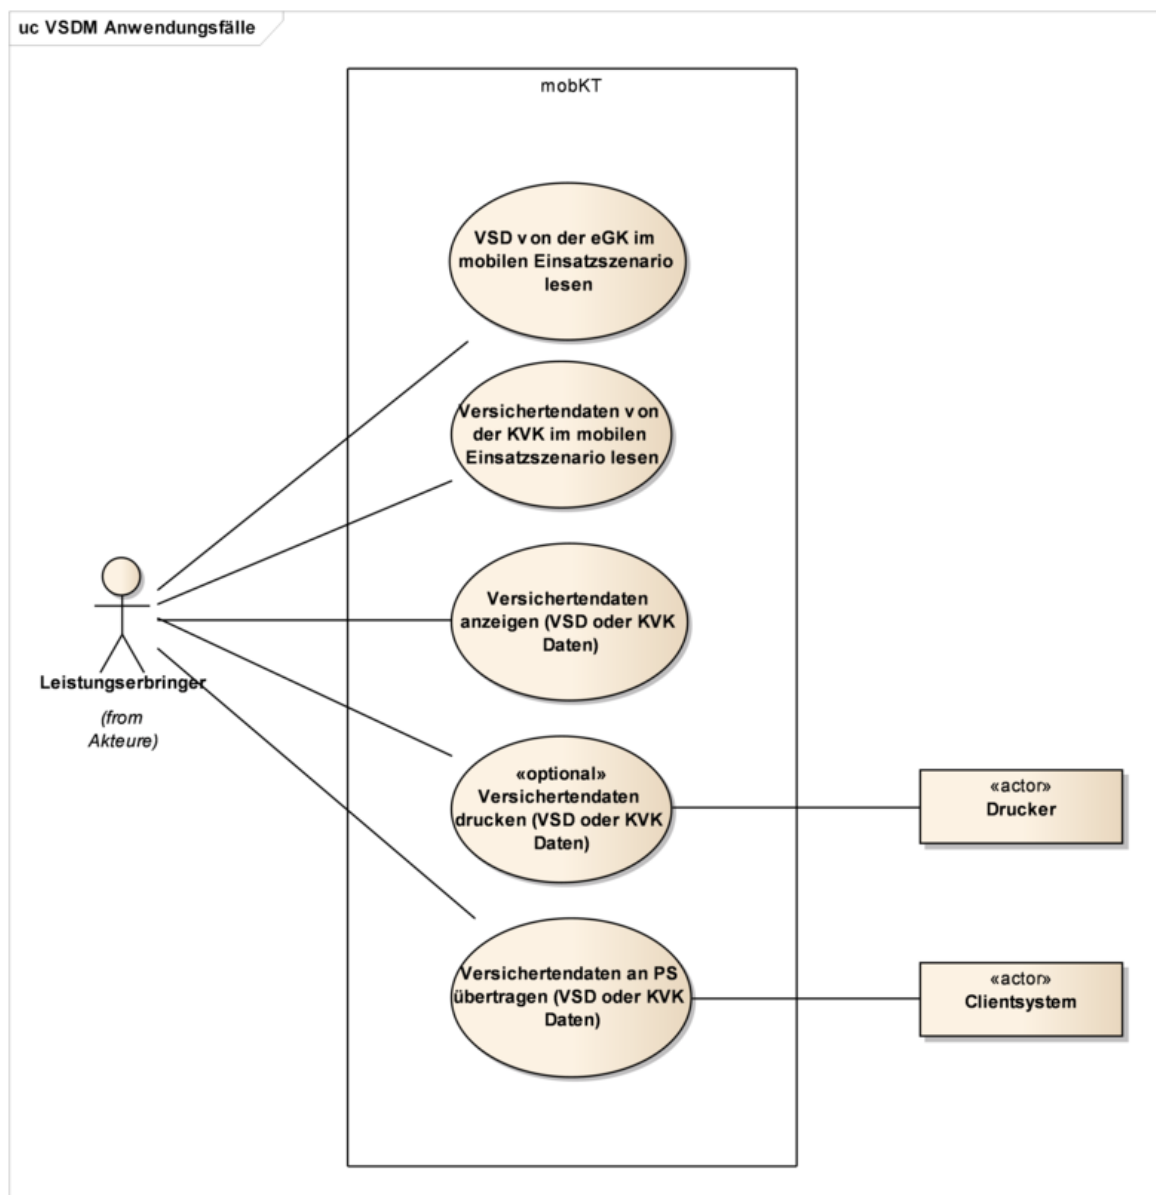 uc VSDM Anwendungsfälle
mobKT
VSD von der eGK im
mobilen Einsatzszenario
lesen
Versichertendaten von
der KVK im mobilen
Einsatzszenario lesen
Versichertendaten
anzeigen (VSD oder KVK
Daten)
Leistungserbringer
(from
Akteure)
«optional»
Versichertendaten
drucken (VSD oder KVK
Daten)
«actor»
Drucker
Versichertendaten an PS
übertragen (VSD oder KVK
Daten)
«actor»
Clientsystem